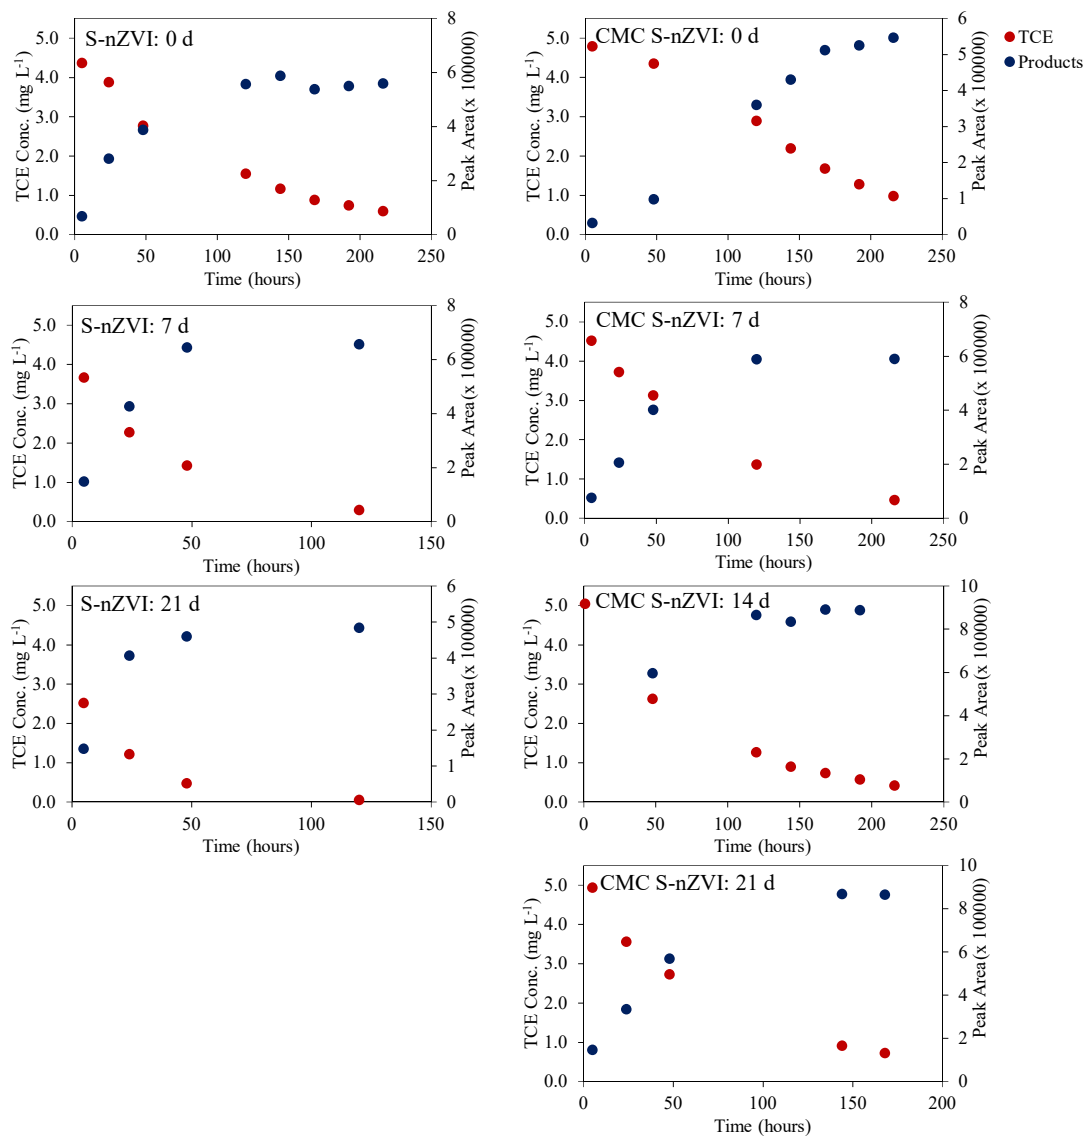 S-nZVI: 0 d
TCE Conc. (mg L-1)
5.0
4.0
3.0
2.0
1.0
0.0
0 50 100 150 200 250
Time (hours)
8
6
4
2
0
Peak Area(x 100000)
CMC S-nZVI: 0 d
TCE Conc. (mg L-1)
5.0
4.0
3.0
2.0
1.0
0.0
0 50 100 150 200 250
Time (hours)
6
5
4
3
2
1
0
Peak Area(x 100000)
TCE
Products
S-nZVI: 7 d
TCE Conc. (mg L-1)
5.0
4.0
3.0
2.0
1.0
0.0
0 50 100 150
Time (hours)
8
6
4
2
0
Peak Area(x 100000)
CMC S-nZVI: 7 d
TCE Conc. (mg L-1)
5.0
4.0
3.0
2.0
1.0
0.0
0 50 100 150 200 250
Time (hours)
8
6
4
2
0
Peak Area(x 100000)
S-nZVI: 21 d
TCE Conc. (mg L-1)
5.0
4.0
3.0
2.0
1.0
0.0
0 50 100 150
Time (hours)
6
5
4
3
2
1
0
Peak Area(x 100000)
CMC S-nZVI: 14 d
TCE Conc. (mg L-1)
5.0
4.0
3.0
2.0
1.0
0.0
0 50 100 150 200 250
Time (hours)
10
8
6
4
2
0
Peak Area(x 100000)
CMC S-nZVI: 21 d
TCE Conc. (mg L-1)
5.0
4.0
3.0
2.0
1.0
0.0
0 50 100 150 200
Time (hours)
10
8
6
4
2
0
Peak Area(x 100000)